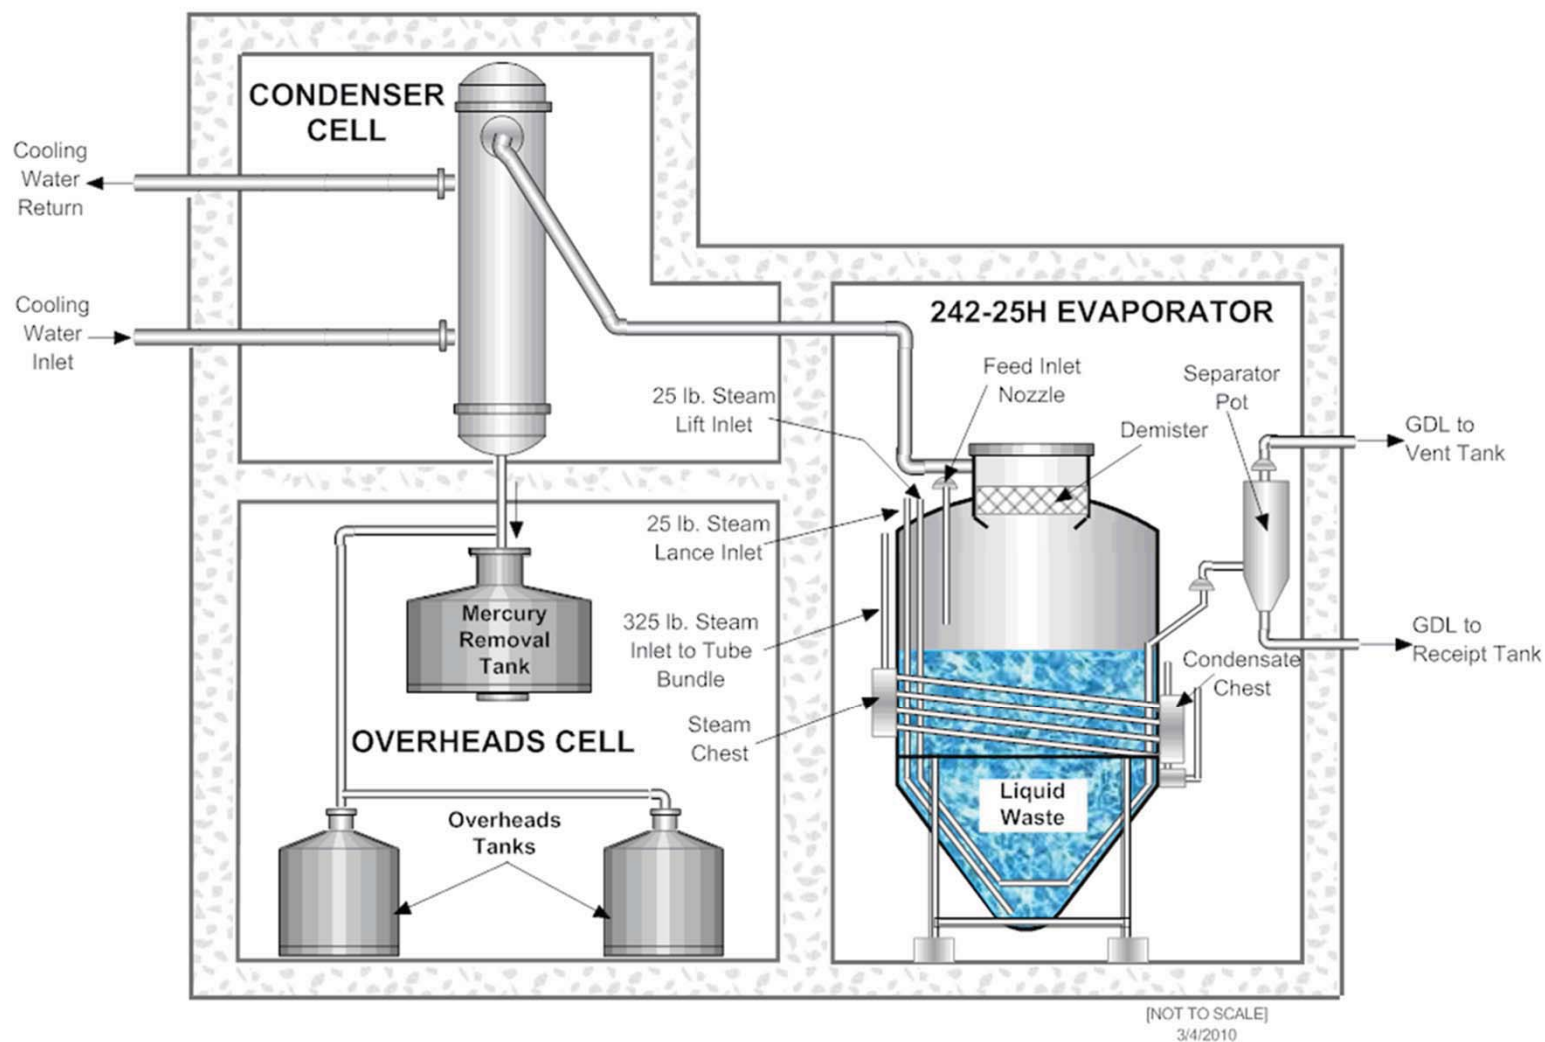 CONDENSER
CELL
Cooling
Water
Return
Cooling
Water
Inlet
242-25H EVAPORATOR
Feed Inlet
Nozzle
Separator
Pot
25 lb. Steam
Lift Inlet
Demister
GDL to
Vent Tank
25 lb. Steam
Lance Inlet
Mercury
Removal
Tank
325 lb. Steam
Inlet to Tube
Bundle
GDL to
Receipt Tank
Condensate
Chest
Steam
Chest
OVERHEADS CELL
Liquid
Waste
Overheads
Tanks
[NOT TO SCALE]
3/4/2010